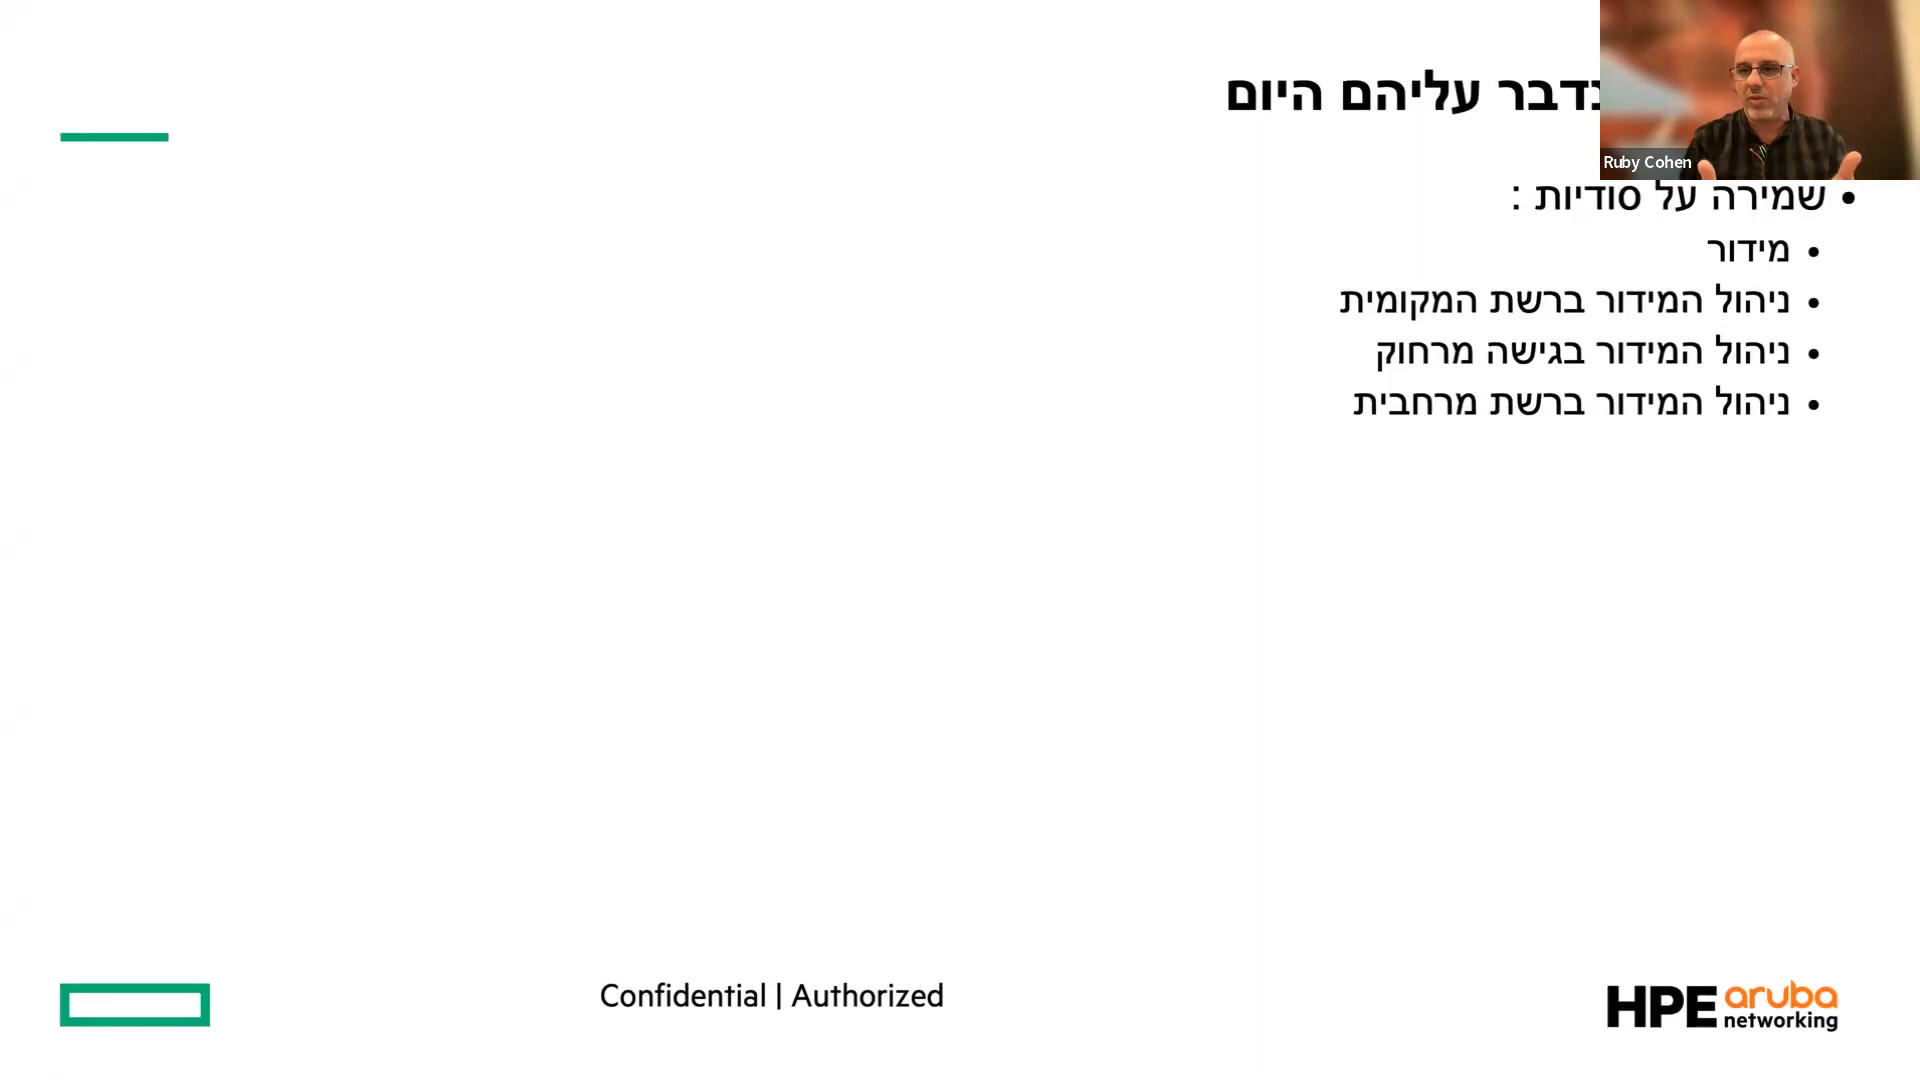 נדבר עליהם היום
Ruby Cohen
• שמירה על סודיות :
• מידור
• ניהול המידור ברשת המקומית
• ניהול המידור בגישה מרחוק
• ניהול המידור ברשת מרחבית
Confidential | Authorized
HPE aruba
networking